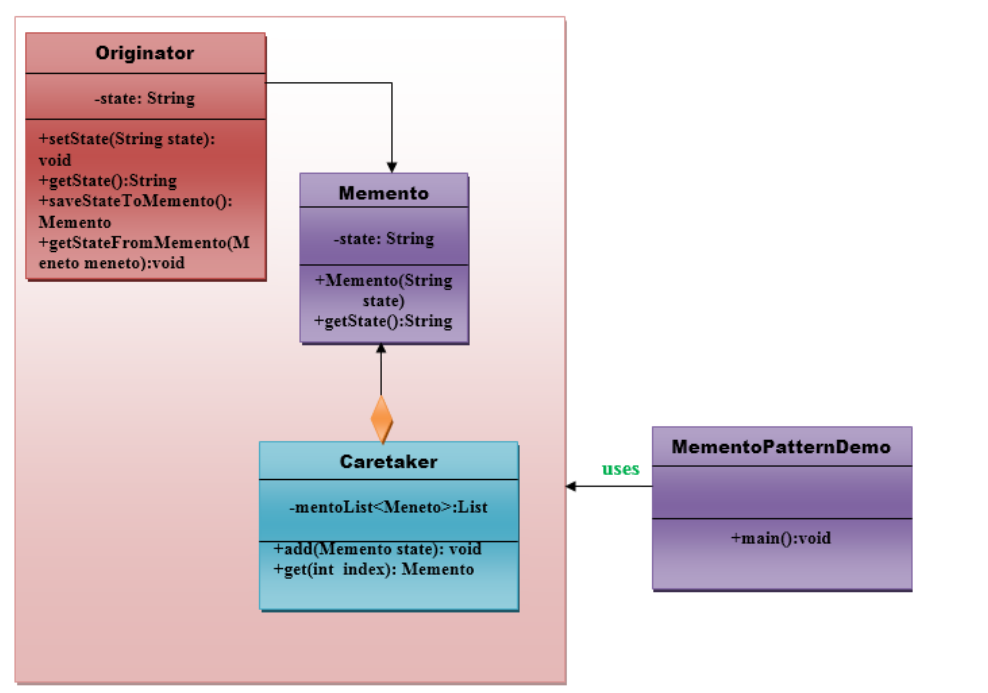 Originator
-state: String
+setState(String state):
void
+getState():String
+saveStateToMemento():
Memento
+getStateFromMemento(M
eneto meneto):void
Memento
-state: String
+Memento(String
state)
+getState():String
Caretaker
-mentoList<Meneto>:List
+add(Memento state): void
+get(int index): Memento
uses
MementoPatternDemo
+main():void